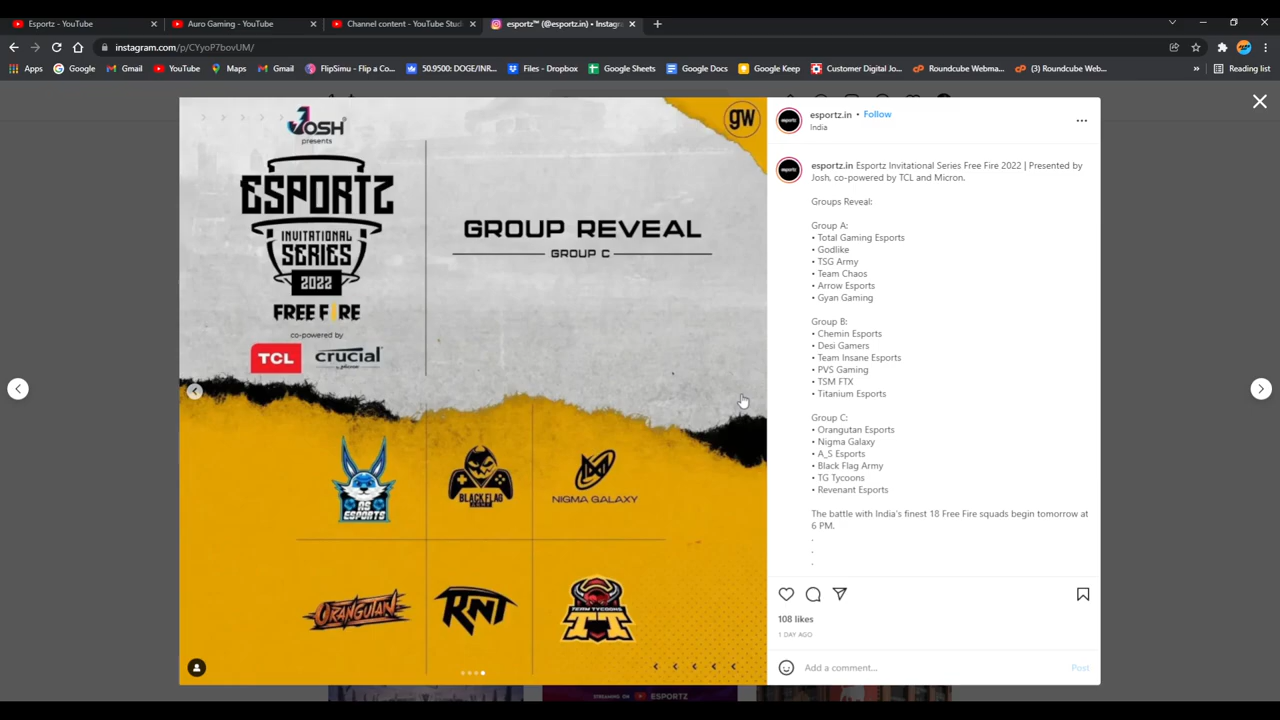 Esportz - YouTube
Auro Gaming - YouTube
Channel content - YouTube Stud
esportz™ (@esportz.in) • Instagra
instagram.com/p/CYyoP7bovUM/
Apps
Google
Gmail
YouTube
Maps
Gmail
FlipSimu - Flip a Co...
50.9500: DOGE/INR...
Files - Dropbox
Google Sheets
Google Docs
Google Keep
Customer Digital Jo...
Roundcube Webma...
(3) Roundcube Web...
»
Reading list
JOSH
presents
ESPORTZ
INVITATIONAL
SERIES
2022
FREE FIRE
co-powered by
TCL
crucial
gw
GROUP REVEAL
GROUP C
AS
ESPORTS
BLACK FLAG
ARMY
NIGMA GALAXY
ORANGUTAN
RNT
TEAM TYCOONS
TT
esportz.in • Follow
India
esportz.in Esportz Invitational Series Free Fire 2022 | Presented by
Josh, co-powered by TCL and Micron.
Groups Reveal:
Group A:
• Total Gaming Esports
• Godlike
• TSG Army
• Team Chaos
• Arrow Esports
• Gyan Gaming
Group B:
• Chemin Esports
• Desi Gamers
• Team Insane Esports
• PVS Gaming
• TSM FTX
• Titanium Esports
Group C:
• Orangutan Esports
• Nigma Galaxy
• A_S Esports
• Black Flag Army
• TG Tycoons
• Revenant Esports
The battle with India's finest 18 Free Fire squads begin tomorrow at
6 PM.
.
.
.
108 likes
1 DAY AGO
Add a comment...
Post
STREAMING ON ESPORTZ